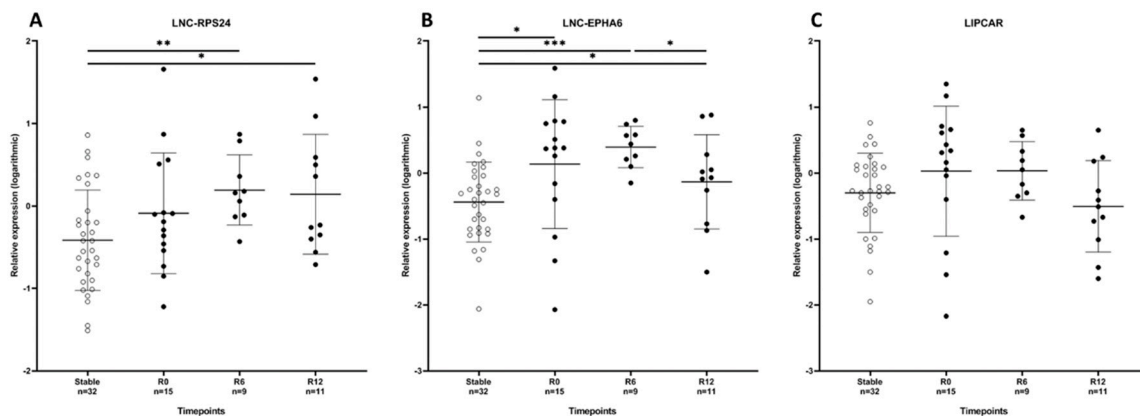 A
LNC-RPS24
Relative expression (logarithmic)
2
1
0
-1
-2
**
*
Stable
n=32
R0
n=15
R6
n=9
R12
n=11
Timepoints
B
LNC-EPHA6
Relative expression (logarithmic)
2
1
0
-1
-2
-3
*
***
*
*
Stable
n=32
R0
n=15
R6
n=9
R12
n=11
Timepoints
C
LIPCAR
Relative expression (logarithmic)
2
1
0
-1
-2
-3
Stable
n=32
R0
n=15
R6
n=9
R12
n=11
Timepoints